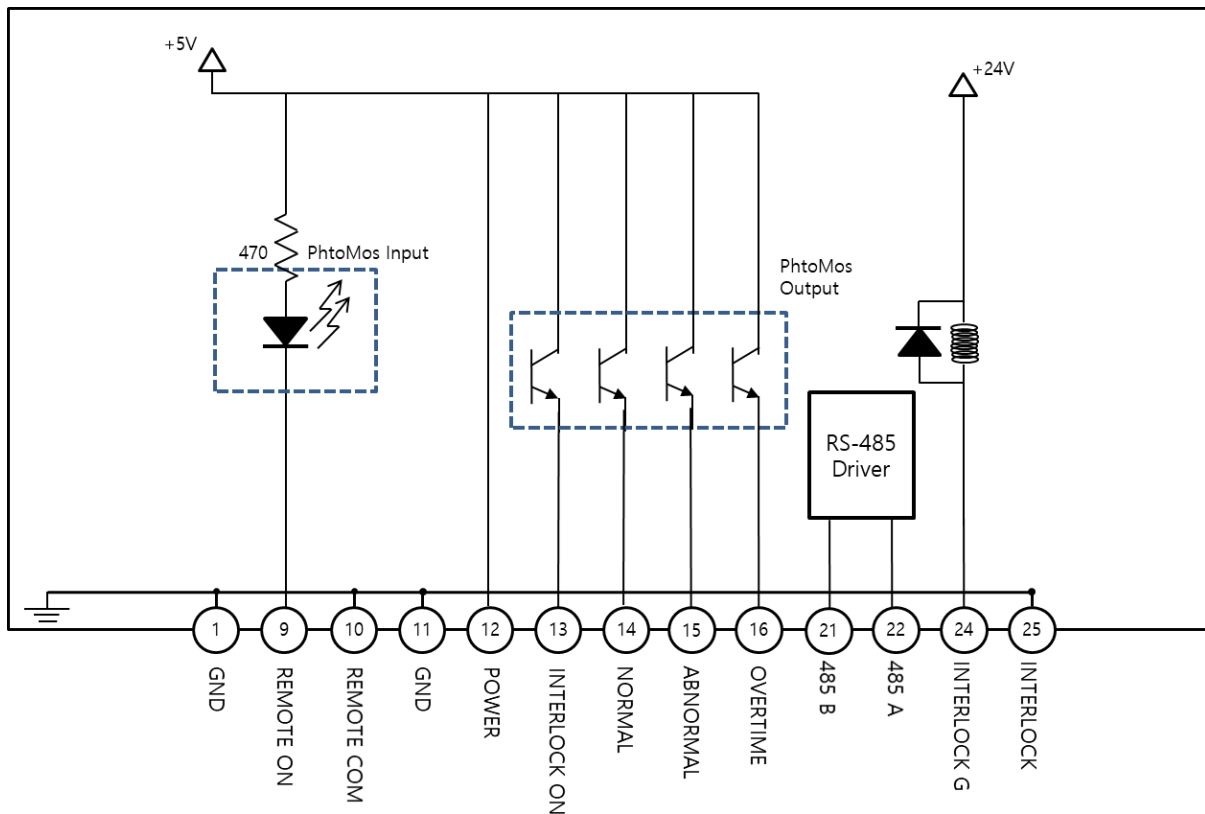 +5V
+24V
470
PhtoMos Input
PhtoMos
Output
RS-485
Driver
1
9
10
11
12
13
14
15
16
21
22
24
25
GND
REMOTE ON
REMOTE COM
GND
POWER
INTERLOCK ON
NORMAL
ABNORMAL
OVERTIME
485 B
485 A
INTERLOCK G
INTERLOCK